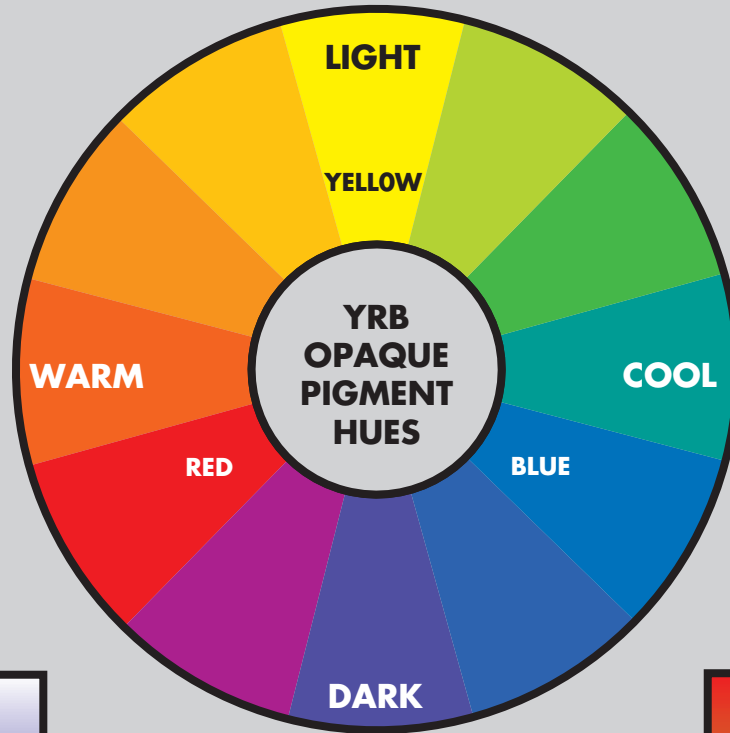 LIGHT
YELLOW
YRB
OPAQUE
PIGMENT
HUES
WARM
COOL
RED
BLUE
DARK